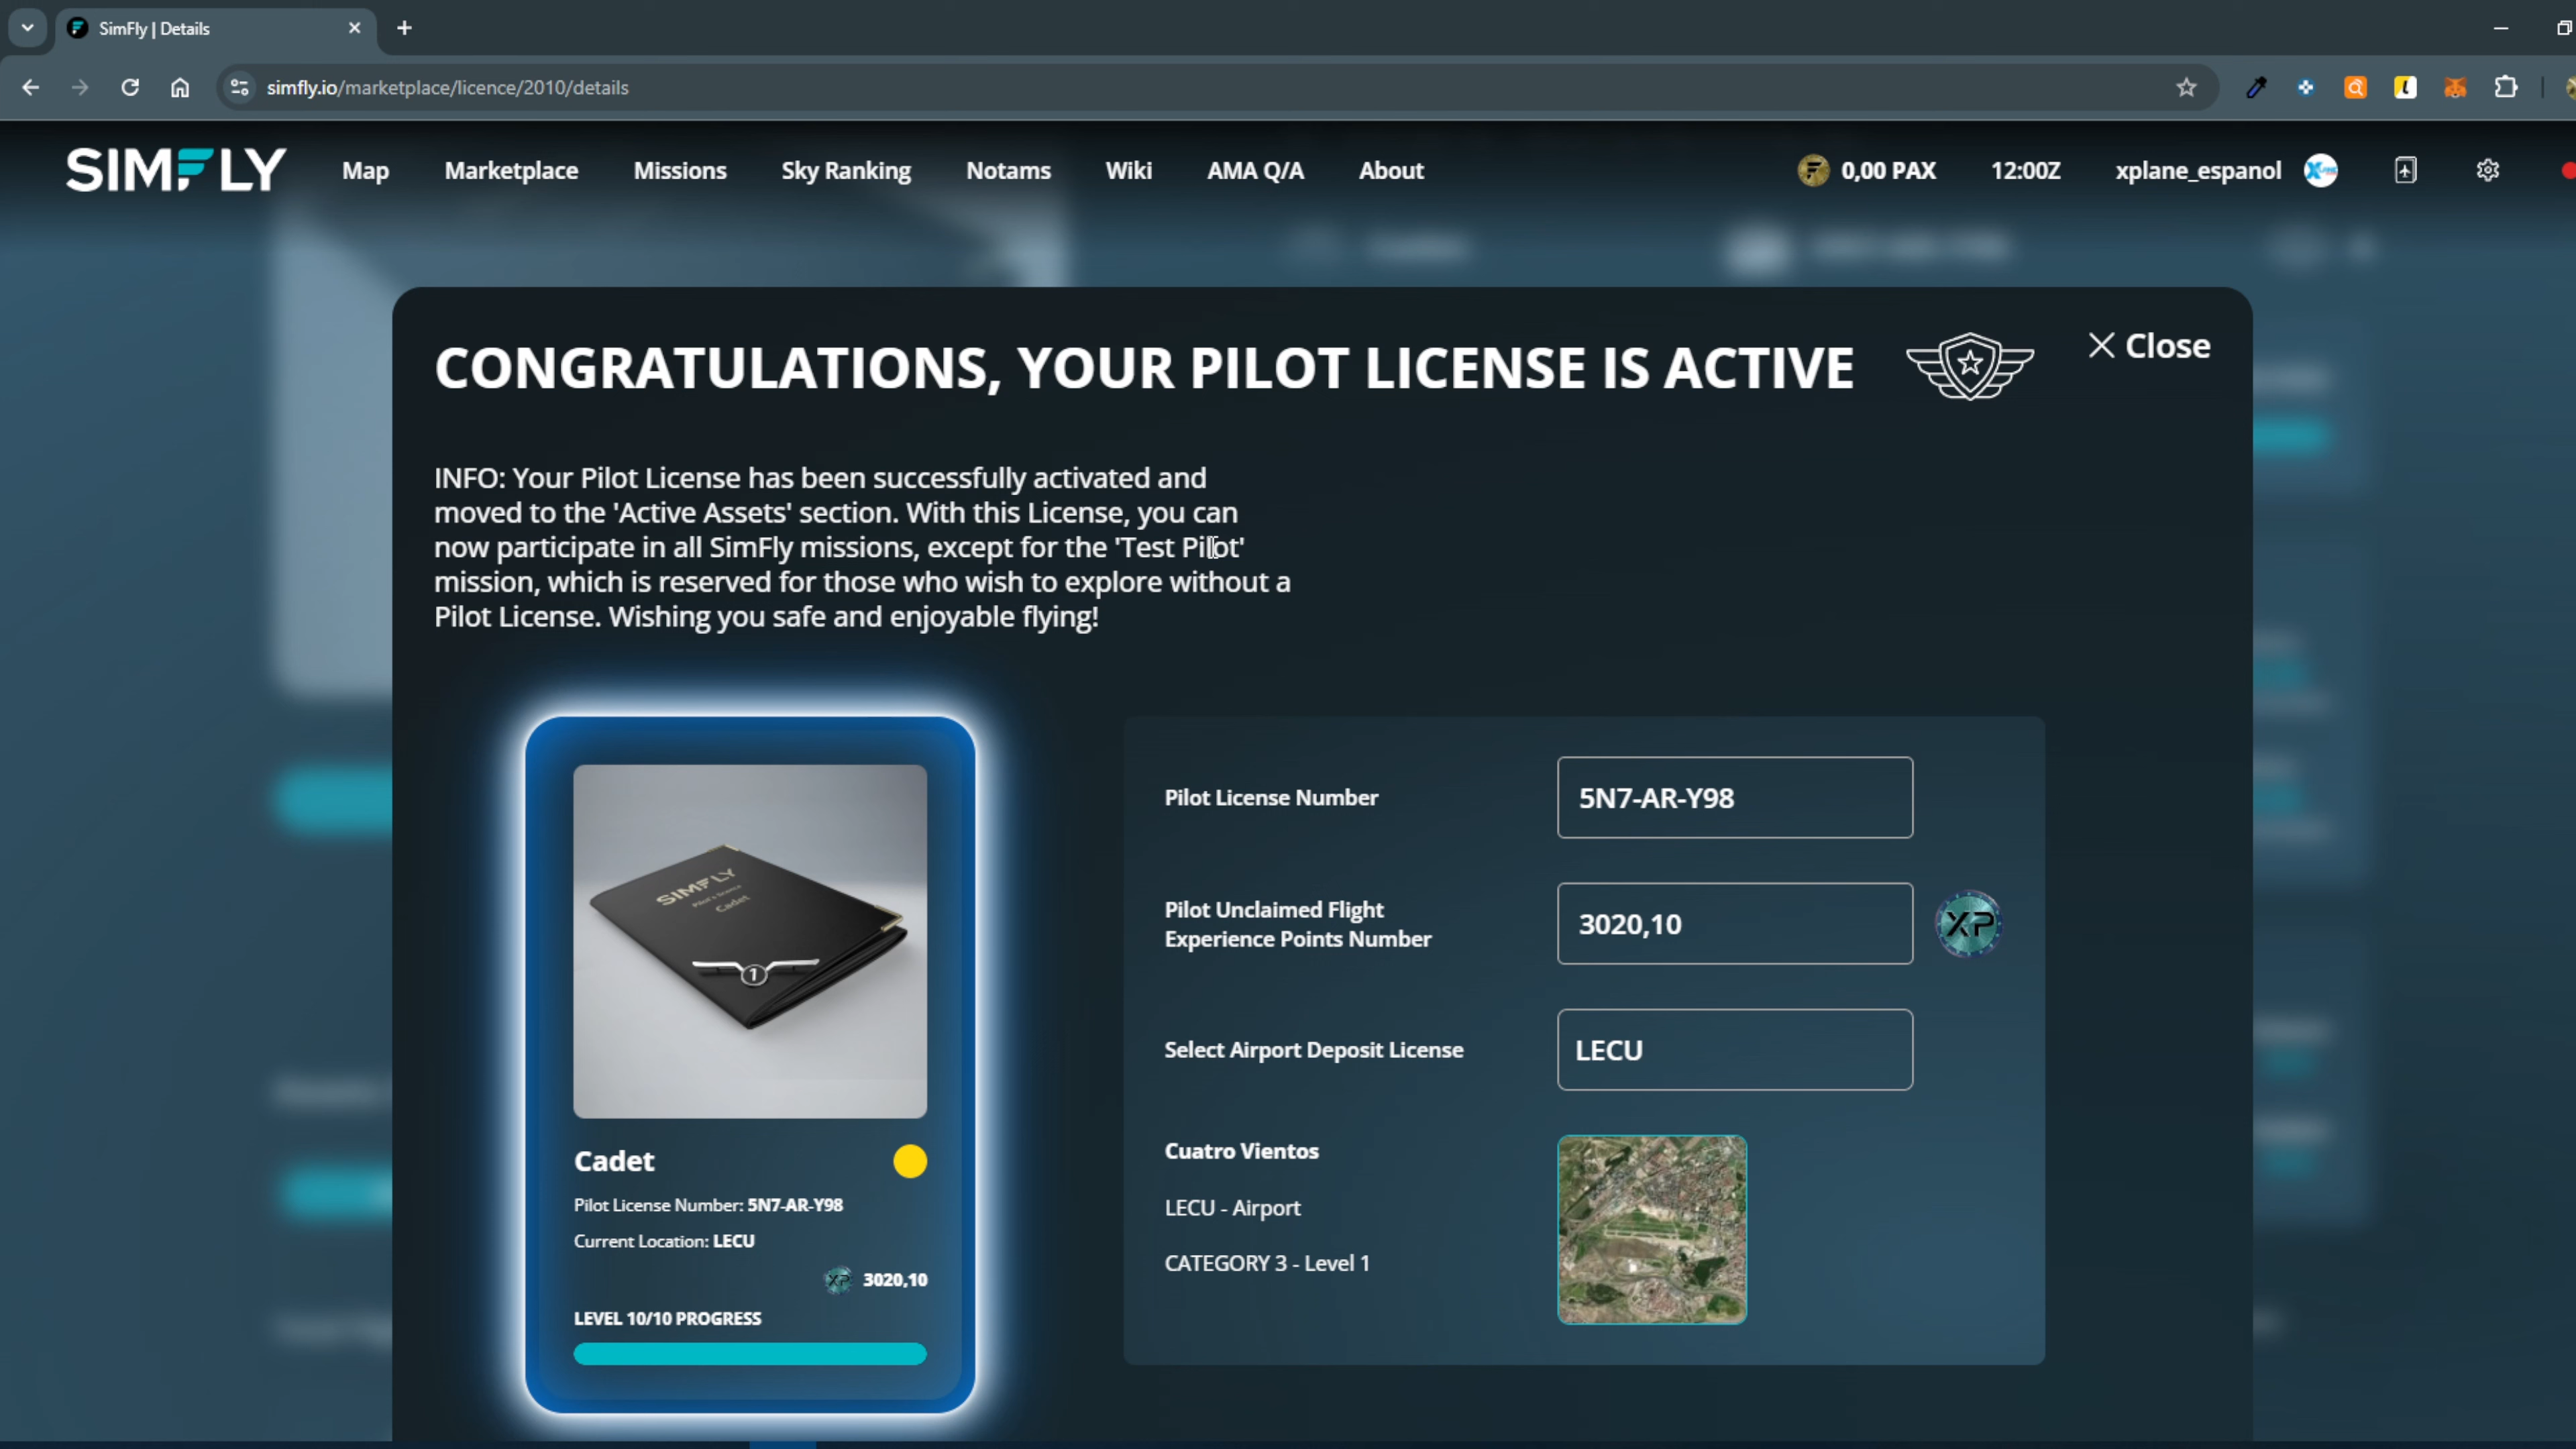 SimFly | Details
simfly.io/marketplace/licence/2010/details
SIMFLY
Map
Marketplace
Missions
Sky Ranking
Notams
Wiki
AMA Q/A
About
0,00 PAX
12:00Z
xplane_espanol
CONGRATULATIONS, YOUR PILOT LICENSE IS ACTIVE
Close
INFO: Your Pilot License has been successfully activated and
moved to the 'Active Assets' section. With this License, you can
now participate in all SimFly missions, except for the 'Test Pilot'
mission, which is reserved for those who wish to explore without a
Pilot License. Wishing you safe and enjoyable flying!
SIMFLY
Pilot's licence
Cadet
1
Cadet
Pilot License Number: 5N7-AR-Y98
Current Location: LECU
XP 3020,10
LEVEL 10/10 PROGRESS
Pilot License Number
5N7-AR-Y98
Pilot Unclaimed Flight
Experience Points Number
3020,10
XP
Select Airport Deposit License
LECU
Cuatro Vientos
LECU - Airport
CATEGORY 3 - Level 1